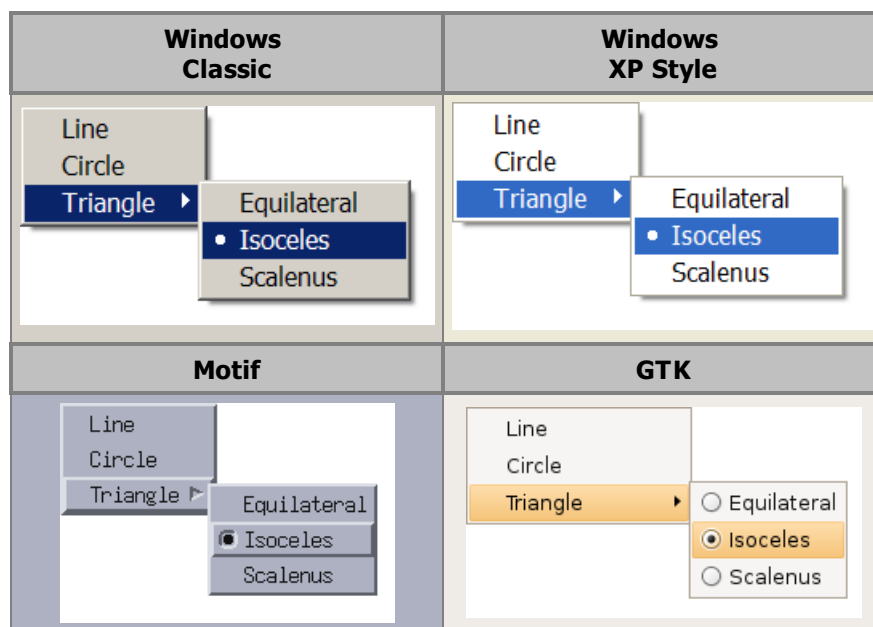 Windows
Classic
Windows
XP Style
Line
Circle
Triangle
Equilateral
Isoceles
Scalenus
Line
Circle
Triangle
Equilateral
Isoceles
Scalenus
Motif
GTK
Line
Circle
Triangle
Equilateral
Isoceles
Scalenus
Line
Circle
Triangle
Equilateral
Isoceles
Scalenus